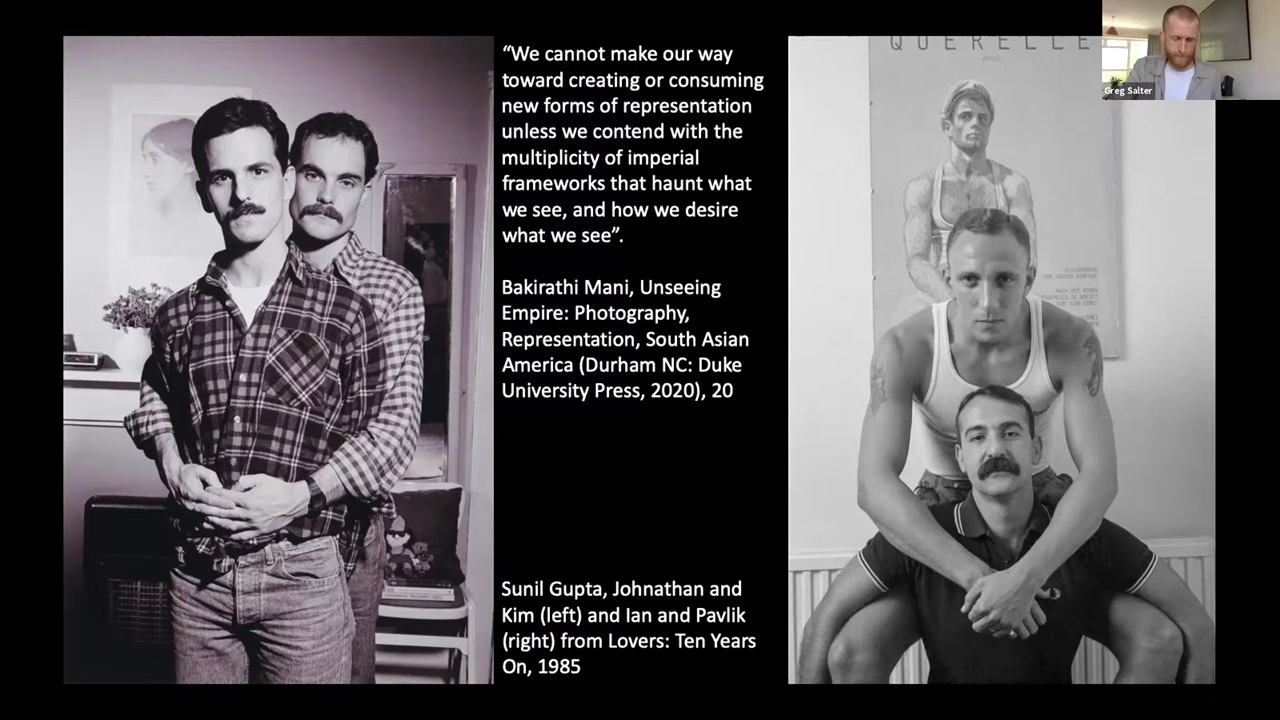 “We cannot make our way
toward creating or consuming
new forms of representation
unless we contend with the
multiplicity of imperial
frameworks that haunt what
we see, and how we desire
what we see”.
Bakirathi Mani, Unseeing
Empire: Photography,
Representation, South Asian
America (Durham NC: Duke
University Press, 2020), 20
Sunil Gupta, Johnathan and
Kim (left) and Ian and Pavlik
(right) from Lovers: Ten Years
On, 1985
QUERELLE
Greg Salter